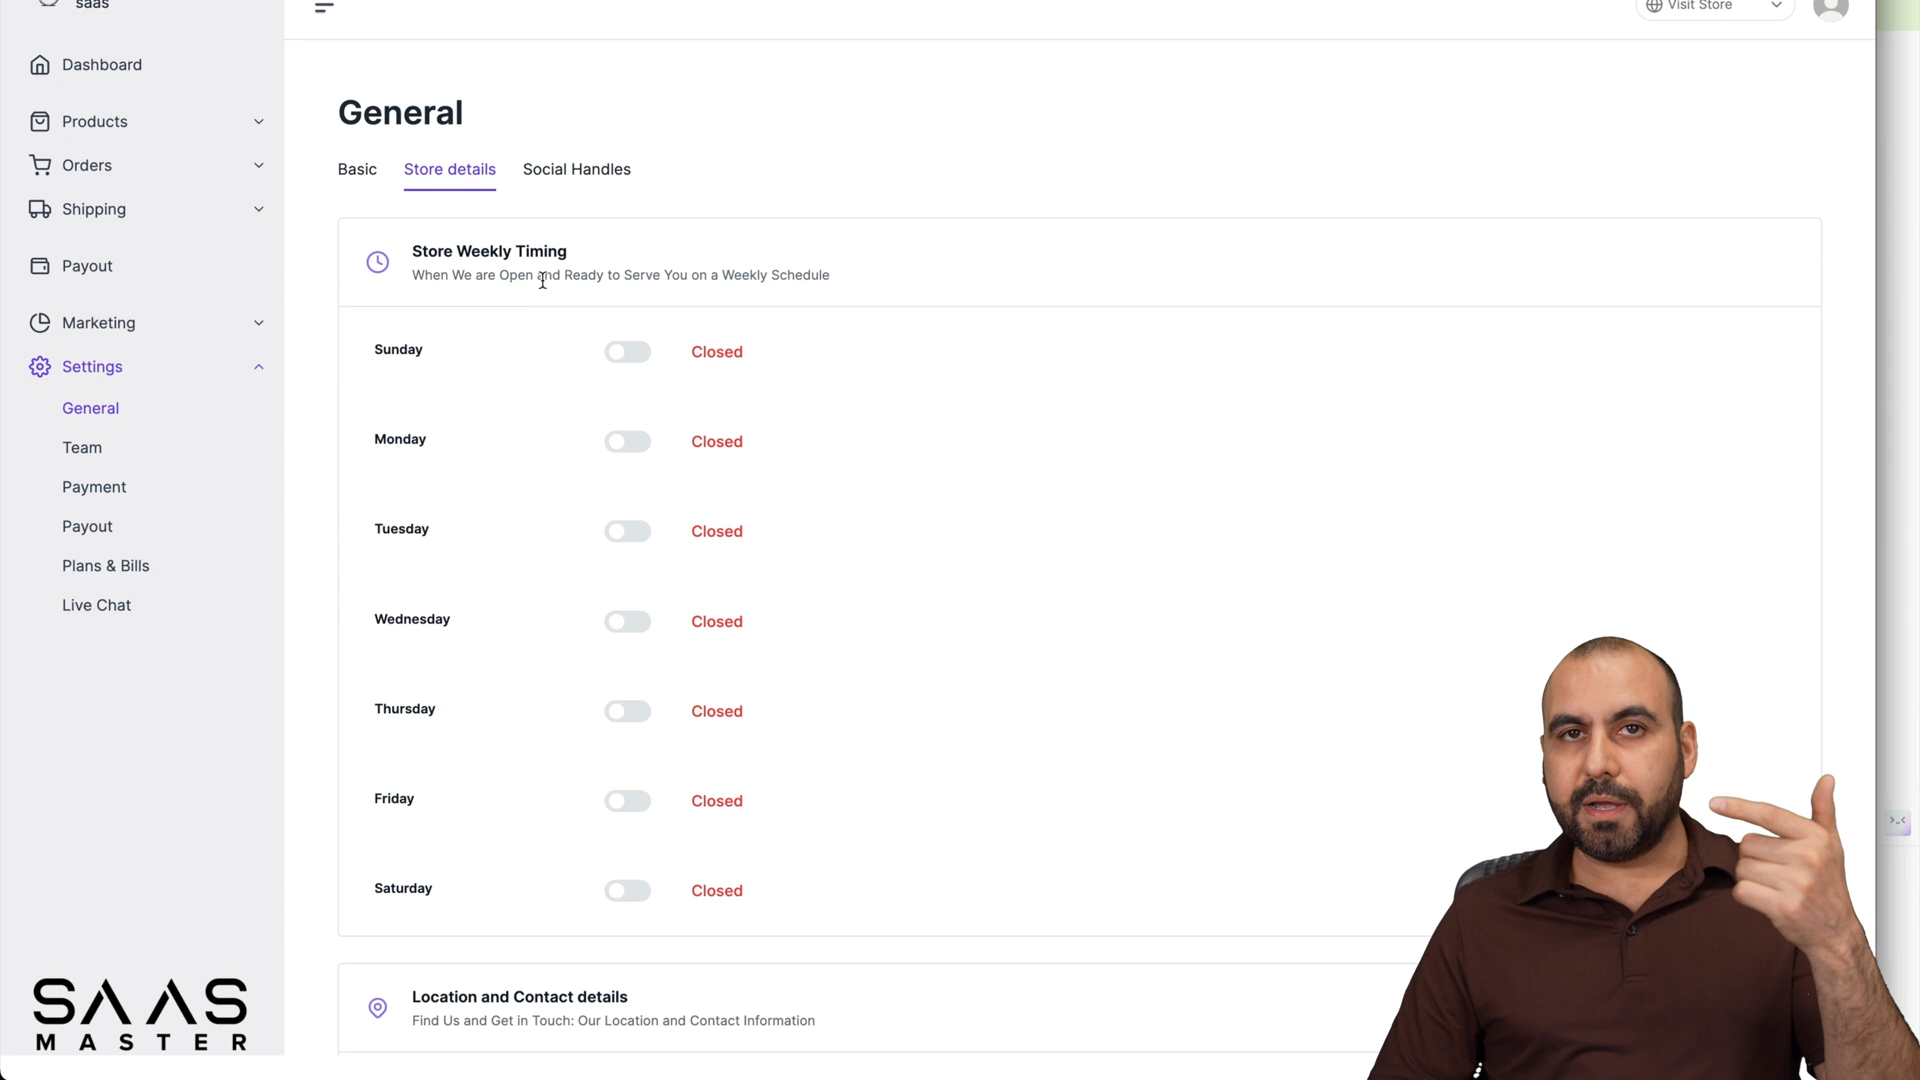 saas
Visit Store
Dashboard
Products
Orders
Shipping
Payout
Marketing
Settings
General
Team
Payment
Payout
Plans & Bills
Live Chat
SAAS
MASTER
General
Basic
Store details
Social Handles
Store Weekly Timing
When We are Open and Ready to Serve You on a Weekly Schedule
Sunday
Closed
Monday
Closed
Tuesday
Closed
Wednesday
Closed
Thursday
Closed
Friday
Closed
Saturday
Closed
Location and Contact details
Find Us and Get in Touch: Our Location and Contact Information